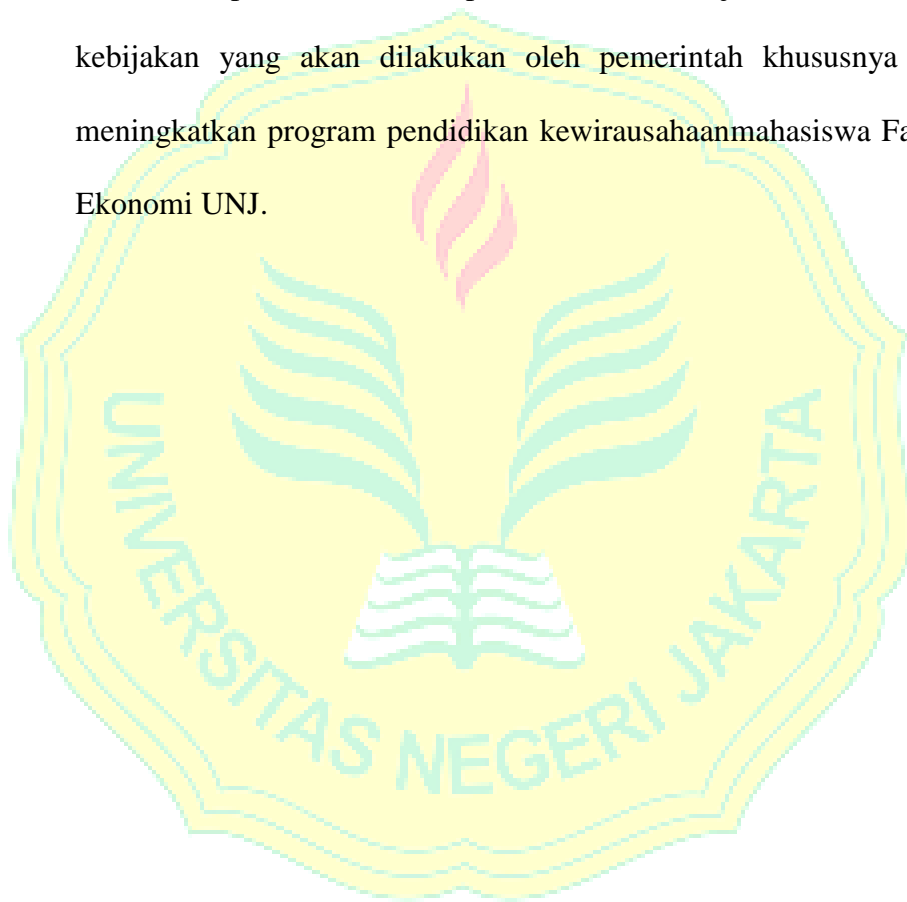 kebijakan yang akan dilakukan oleh pemerintah khususnya
meningkatkan program pendidikan kewirausahaanmahasiswa Fa
Ekonomi UNJ.
UNIVERSITAS NEGERI JAKARTA